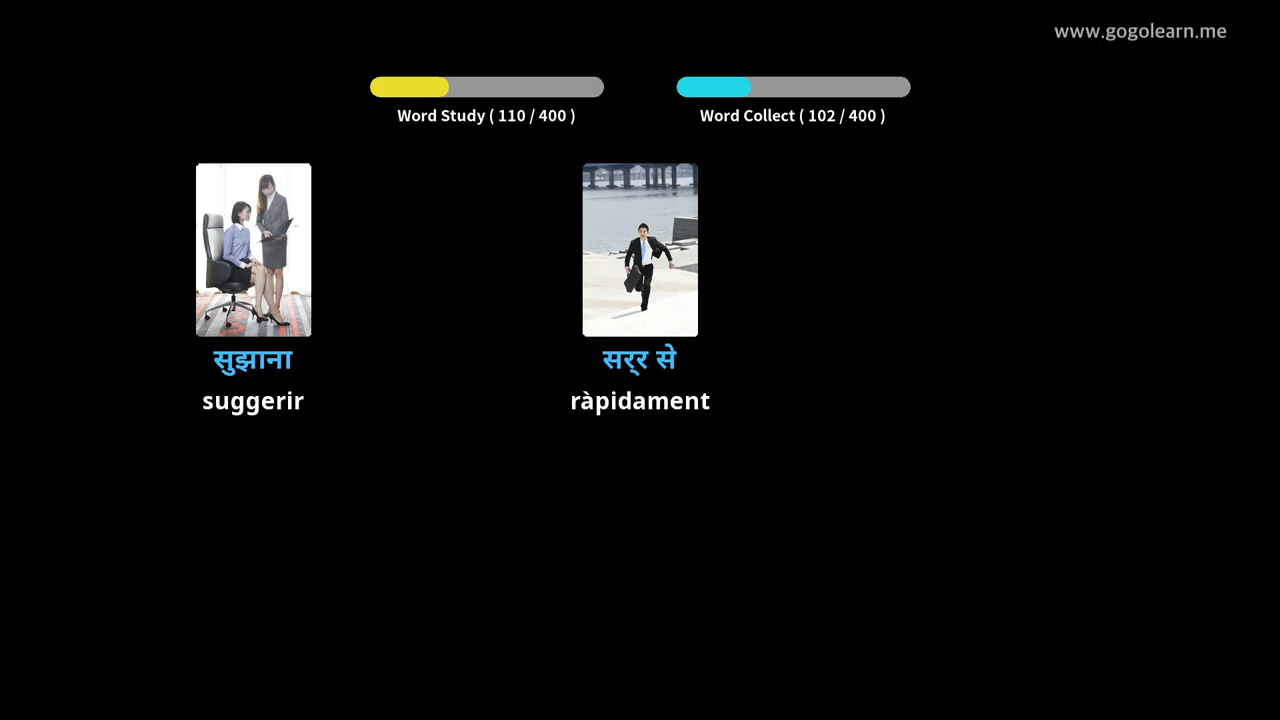 www.gogolearn.me
Word Study ( 110 / 400 )
Word Collect ( 102 / 400 )
सुझाना
सर्र से
suggerir
ràpidament